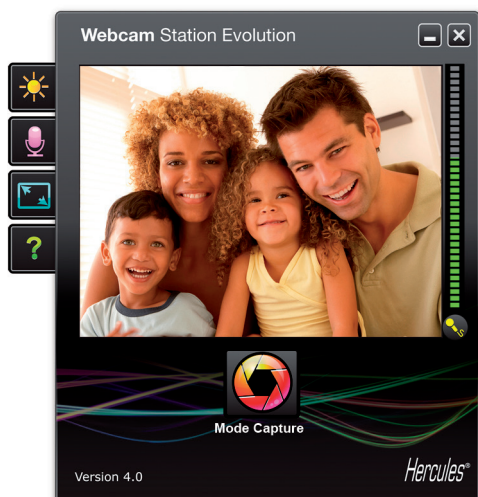 Webcam Station Evolution
?
S
Mode Capture
Version 4.0
Hercules®